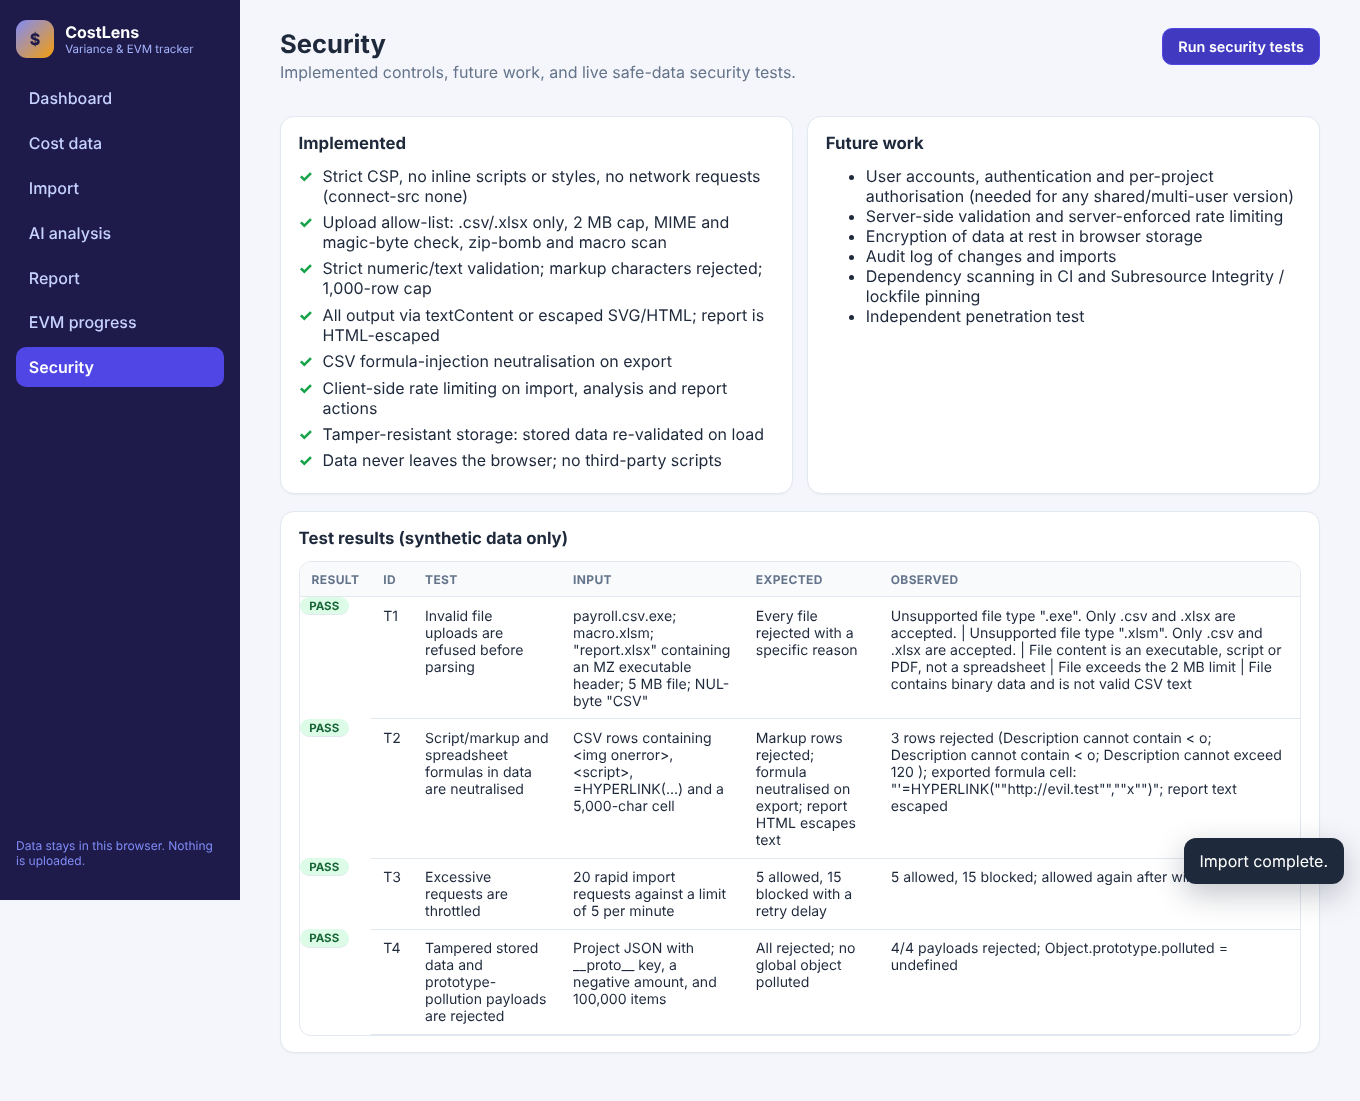 $
CostLens
Variance & EVM tracker
Dashboard
Cost data
Import
AI analysis
Report
EVM progress
Security
Data stays in this browser. Nothing
is uploaded.
Security
Implemented controls, future work, and live safe-data security tests.
Run security tests
Implemented
Strict CSP, no inline scripts or styles, no network requests
(connect-src none)
Upload allow-list: .csv/.xlsx only, 2 MB cap, MIME and
magic-byte check, zip-bomb and macro scan
Strict numeric/text validation; markup characters rejected;
1,000-row cap
All output via textContent or escaped SVG/HTML; report is
HTML-escaped
CSV formula-injection neutralisation on export
Client-side rate limiting on import, analysis and report
actions
Tamper-resistant storage: stored data re-validated on load
Data never leaves the browser; no third-party scripts
Future work
User accounts, authentication and per-project
authorisation (needed for any shared/multi-user version)
Server-side validation and server-enforced rate limiting
Encryption of data at rest in browser storage
Audit log of changes and imports
Dependency scanning in CI and Subresource Integrity /
lockfile pinning
Independent penetration test
Test results (synthetic data only)
RESULT ID TEST INPUT EXPECTED OBSERVED
PASS
T1
Invalid file
uploads are
refused before
parsing
payroll.csv.exe;
macro.xlsm;
"report.xlsx" containing
an MZ executable
header; 5 MB file; NUL-
byte "CSV"
Every file
rejected with a
specific reason
Unsupported file type ".exe". Only .csv and .xlsx are
accepted. | Unsupported file type ".xlsm". Only .csv and
.xlsx are accepted. | File content is an executable, script or
PDF, not a spreadsheet | File exceeds the 2 MB limit | File
contains binary data and is not valid CSV text
PASS
T2
Script/markup and
spreadsheet
formulas in data
are neutralised
CSV rows containing
<img onerror>,
<script>,
=HYPERLINK(...) and a
5,000-char cell
Markup rows
rejected;
formula
neutralised on
export; report
HTML escapes
text
3 rows rejected (Description cannot contain < o;
Description cannot contain < o; Description cannot exceed
120 ); exported formula cell:
"'=HYPERLINK(""http://evil.test"",""x"")"; report text
escaped
PASS
T3
Excessive
requests are
throttled
20 rapid import
requests against a limit
of 5 per minute
5 allowed, 15
blocked with a
retry delay
5 allowed, 15 blocked; allowed again after
Import complete.
PASS
T4
Tampered stored
data and
prototype-
pollution payloads
are rejected
Project JSON with
__proto__ key, a
negative amount, and
100,000 items
All rejected; no
global object
polluted
4/4 payloads rejected; Object.prototype.polluted =
undefined